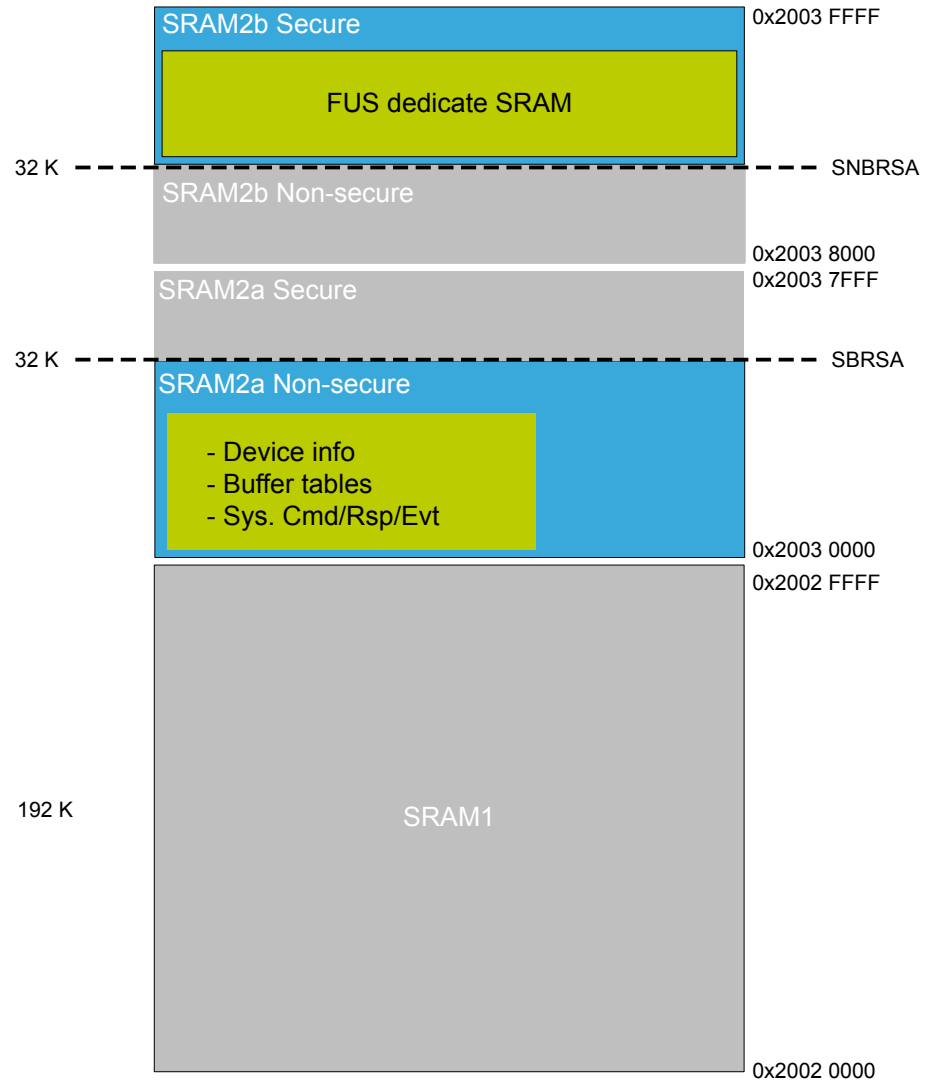 SRAM2b Secure
0x2003 FFFF
FUS dedicate SRAM
32 K
SNBRSA
SRAM2b Non-secure
0x2003 8000
0x2003 7FFF
SRAM2a Secure
32 K
SBRSA
SRAM2a Non-secure
- Device info
- Buffer tables
- Sys. Cmd/Rsp/Evt
0x2003 0000
0x2002 FFFF
192 K
SRAM1
0x2002 0000